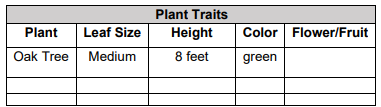 Plant Traits
Plant Leaf Size Height Color Flower/Fruit
Oak Tree Medium 8 feet green